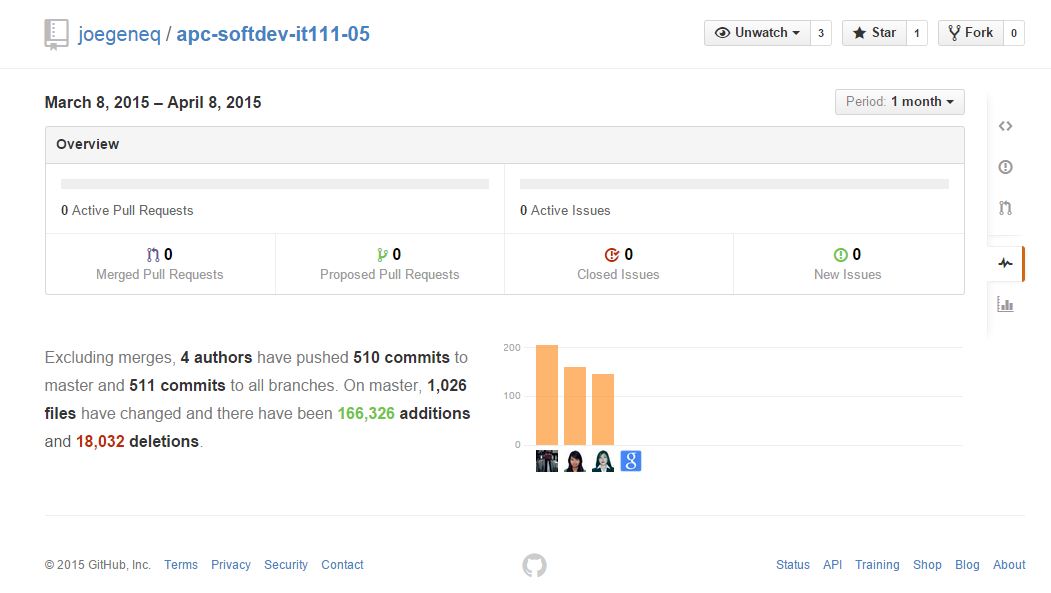 joegeneq / apc-softdev-it111-05
Unwatch 3 Star 1 Fork 0
March 8, 2015 – April 8, 2015
Period: 1 month
Overview
0 Active Pull Requests
0 Active Issues
0
Merged Pull Requests
0
Proposed Pull Requests
0
Closed Issues
0
New Issues
Excluding merges, 4 authors have pushed 510 commits to
master and 511 commits to all branches. On master, 1,026
files have changed and there have been 166,326 additions
and 18,032 deletions.
200
100
0
8
© 2015 GitHub, Inc. Terms Privacy Security Contact
Status API Training Shop Blog About